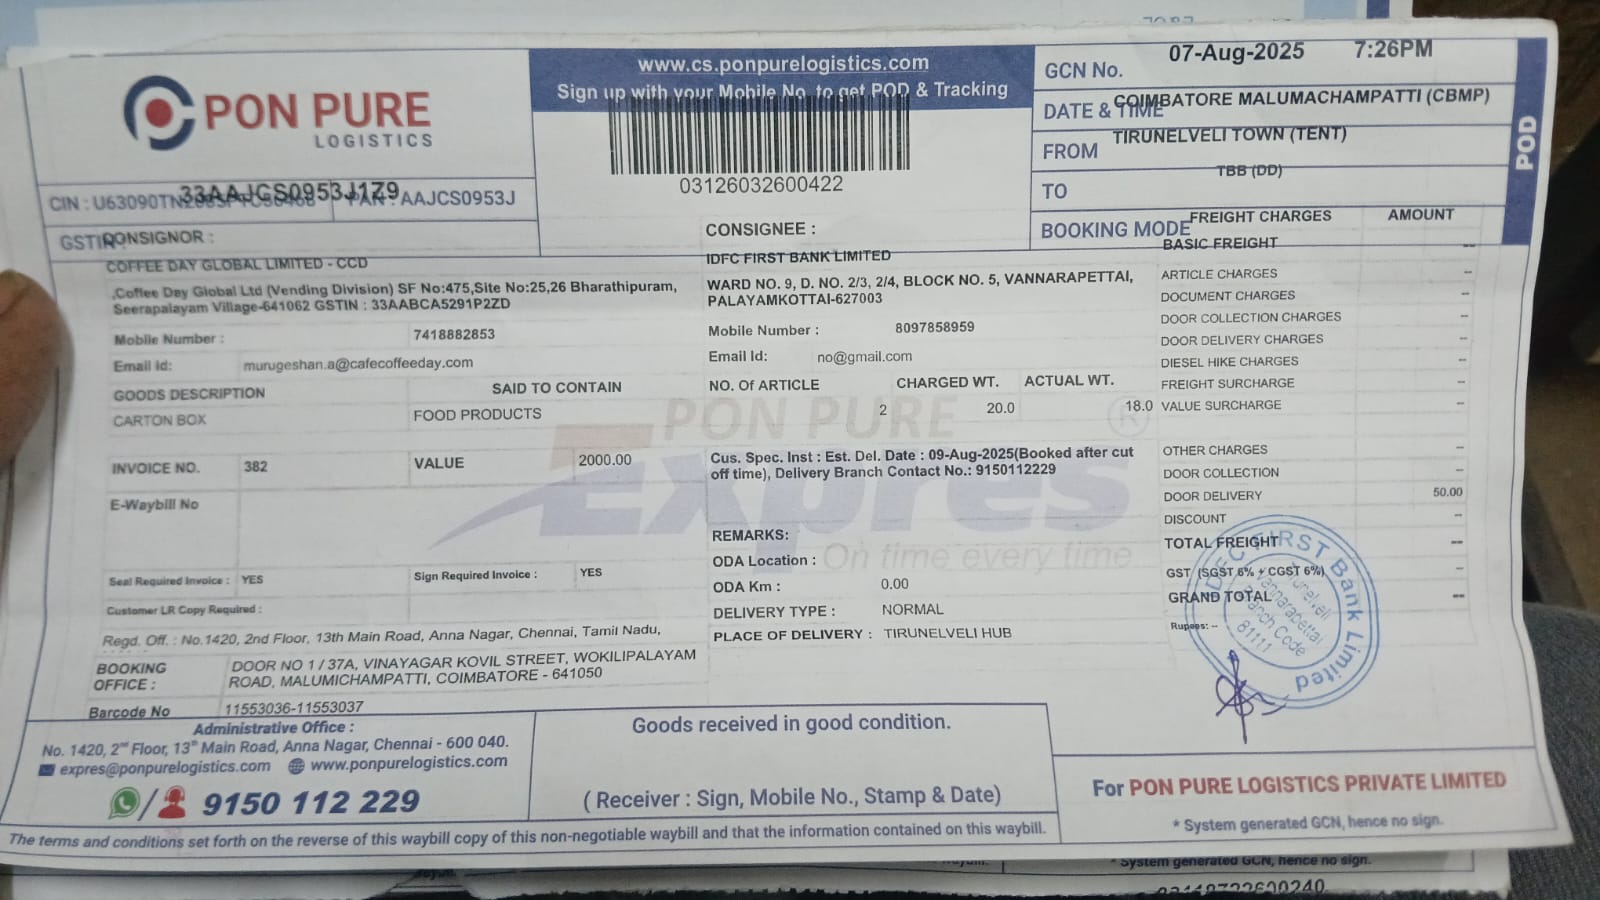 PON PURE
LOGISTICS
www.cs.ponpurelogistics.com
Sign up with your Mobile No. to get POD & Tracking
03126032600422
GCN No.
07-Aug-2025 7:26PM
DATE & TIME
COIMBATORE MALUMACHAMPATTI (CBMP)
FROM
TIRUNELVELI TOWN (TENT)
TO
TBB (DD)
BOOKING MODE
POD
CIN : U63090TN
PAN : AAJCS0953J
33AAJCS0953J1Z9
GSTIN
CONSIGNOR :
COFFEE DAY GLOBAL LIMITED - CCD
,Coffee Day Global Ltd (Vending Division) SF No:475,Site No:25,26 Bharathipuram,
Seerapalayam Village-641062 GSTIN : 33AABCA5291P2ZD
Mobile Number : 7418882853
Email Id: murugeshan.a@cafecoffeeday.com
GOODS DESCRIPTION SAID TO CONTAIN
CARTON BOX FOOD PRODUCTS
INVOICE NO. 382 VALUE 2000.00
E-Waybill No
Seal Required Invoice : YES Sign Required Invoice : YES
Customer LR Copy Required :
Regd. Off. : No.1420, 2nd Floor, 13th Main Road, Anna Nagar, Chennai, Tamil Nadu,
BOOKING OFFICE : DOOR NO 1 / 37A, VINAYAGAR KOVIL STREET, WOKILIPALAYAM
ROAD, MALUMICHAMPATTI, COIMBATORE - 641050
Barcode No 11553036-11553037
CONSIGNEE :
IDFC FIRST BANK LIMITED
WARD NO. 9, D. NO. 2/3, 2/4, BLOCK NO. 5, VANNARAPETTAI,
PALAYAMKOTTAI-627003
Mobile Number : 8097858959
Email Id: no@gmail.com
NO. Of ARTICLE CHARGED WT. ACTUAL WT.
2 20.0 18.0
PON PURE
Expres
On time every time
Cus. Spec. Inst : Est. Del. Date : 09-Aug-2025(Booked after cut
off time), Delivery Branch Contact No.: 9150112229
REMARKS:
ODA Location :
ODA Km : 0.00
DELIVERY TYPE : NORMAL
PLACE OF DELIVERY : TIRUNELVELI HUB
FREIGHT CHARGES AMOUNT
BASIC FREIGHT --
ARTICLE CHARGES --
DOCUMENT CHARGES --
DOOR COLLECTION CHARGES --
DOOR DELIVERY CHARGES --
DIESEL HIKE CHARGES --
FREIGHT SURCHARGE --
VALUE SURCHARGE --
OTHER CHARGES --
DOOR COLLECTION --
DOOR DELIVERY 50.00
DISCOUNT --
TOTAL FREIGHT --
GST (SGST 6% + CGST 6%) --
GRAND TOTAL --
Rupees: --
IDFC FIRST Bank Limited
Tirunelveli
Vannarapettai
Branch Code
81111
Administrative Office :
No. 1420, 2nd Floor, 13th Main Road, Anna Nagar, Chennai - 600 040.
expres@ponpurelogistics.com www.ponpurelogistics.com
9150 112 229
Goods received in good condition.
( Receiver : Sign, Mobile No., Stamp & Date)
For PON PURE LOGISTICS PRIVATE LIMITED
* System generated GCN, hence no sign.
The terms and conditions set forth on the reverse of this waybill copy of this non-negotiable waybill and that the information contained on this waybill.
* System generated GCN, hence no sign.